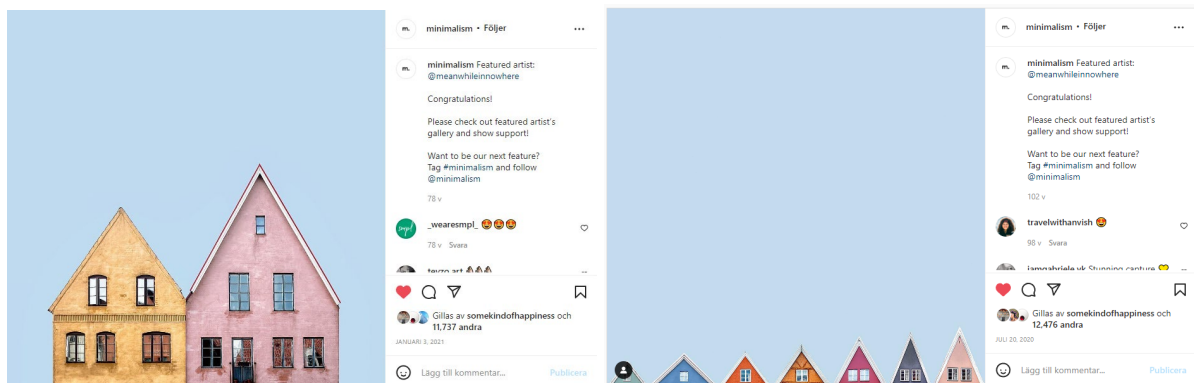 m. minimalism • Följer ...
m. minimalism Featured artist:
@meanwhileinnowhere
Congratulations!
Please check out featured artist's
gallery and show support!
Want to be our next feature?
Tag #minimalism and follow
@minimalism
78 v
smpl! _wearesmpl_ 😍😍😍
78 v Svara
Gillas av somekindofhappiness och
11,737 andra
JANUARI 3, 2021
Lägg till kommentar... Publicera
m. minimalism • Följer ...
m. minimalism Featured artist:
@meanwhileinnowhere
Congratulations!
Please check out featured artist's
gallery and show support!
Want to be our next feature?
Tag #minimalism and follow
@minimalism
102 v
travelwithanvish 😍
98 v Svara
iamgabriele.vk Stunning capture 💛
Gillas av somekindofhappiness och
12,476 andra
JULI 20, 2020
Lägg till kommentar... Publicera